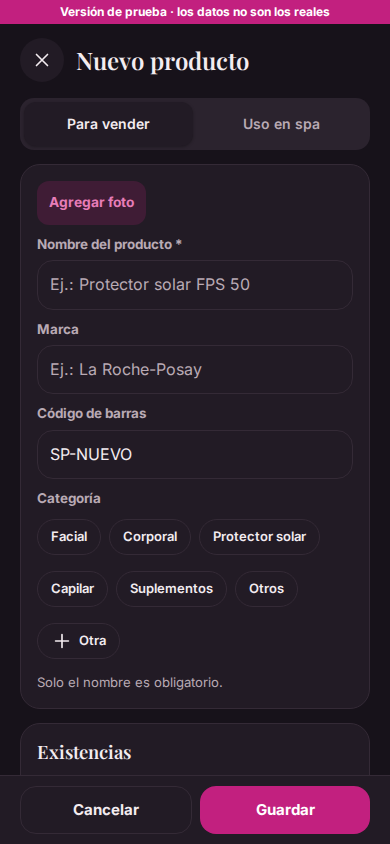 Versión de prueba · los datos no son los reales
Nuevo producto
Para vender
Uso en spa
Agregar foto
Nombre del producto *
Ej.: Protector solar FPS 50
Marca
Ej.: La Roche-Posay
Código de barras
SP-NUEVO
Categoría
Facial
Corporal
Protector solar
Capilar
Suplementos
Otros
Otra
Solo el nombre es obligatorio.
Existencias
Cancelar
Guardar